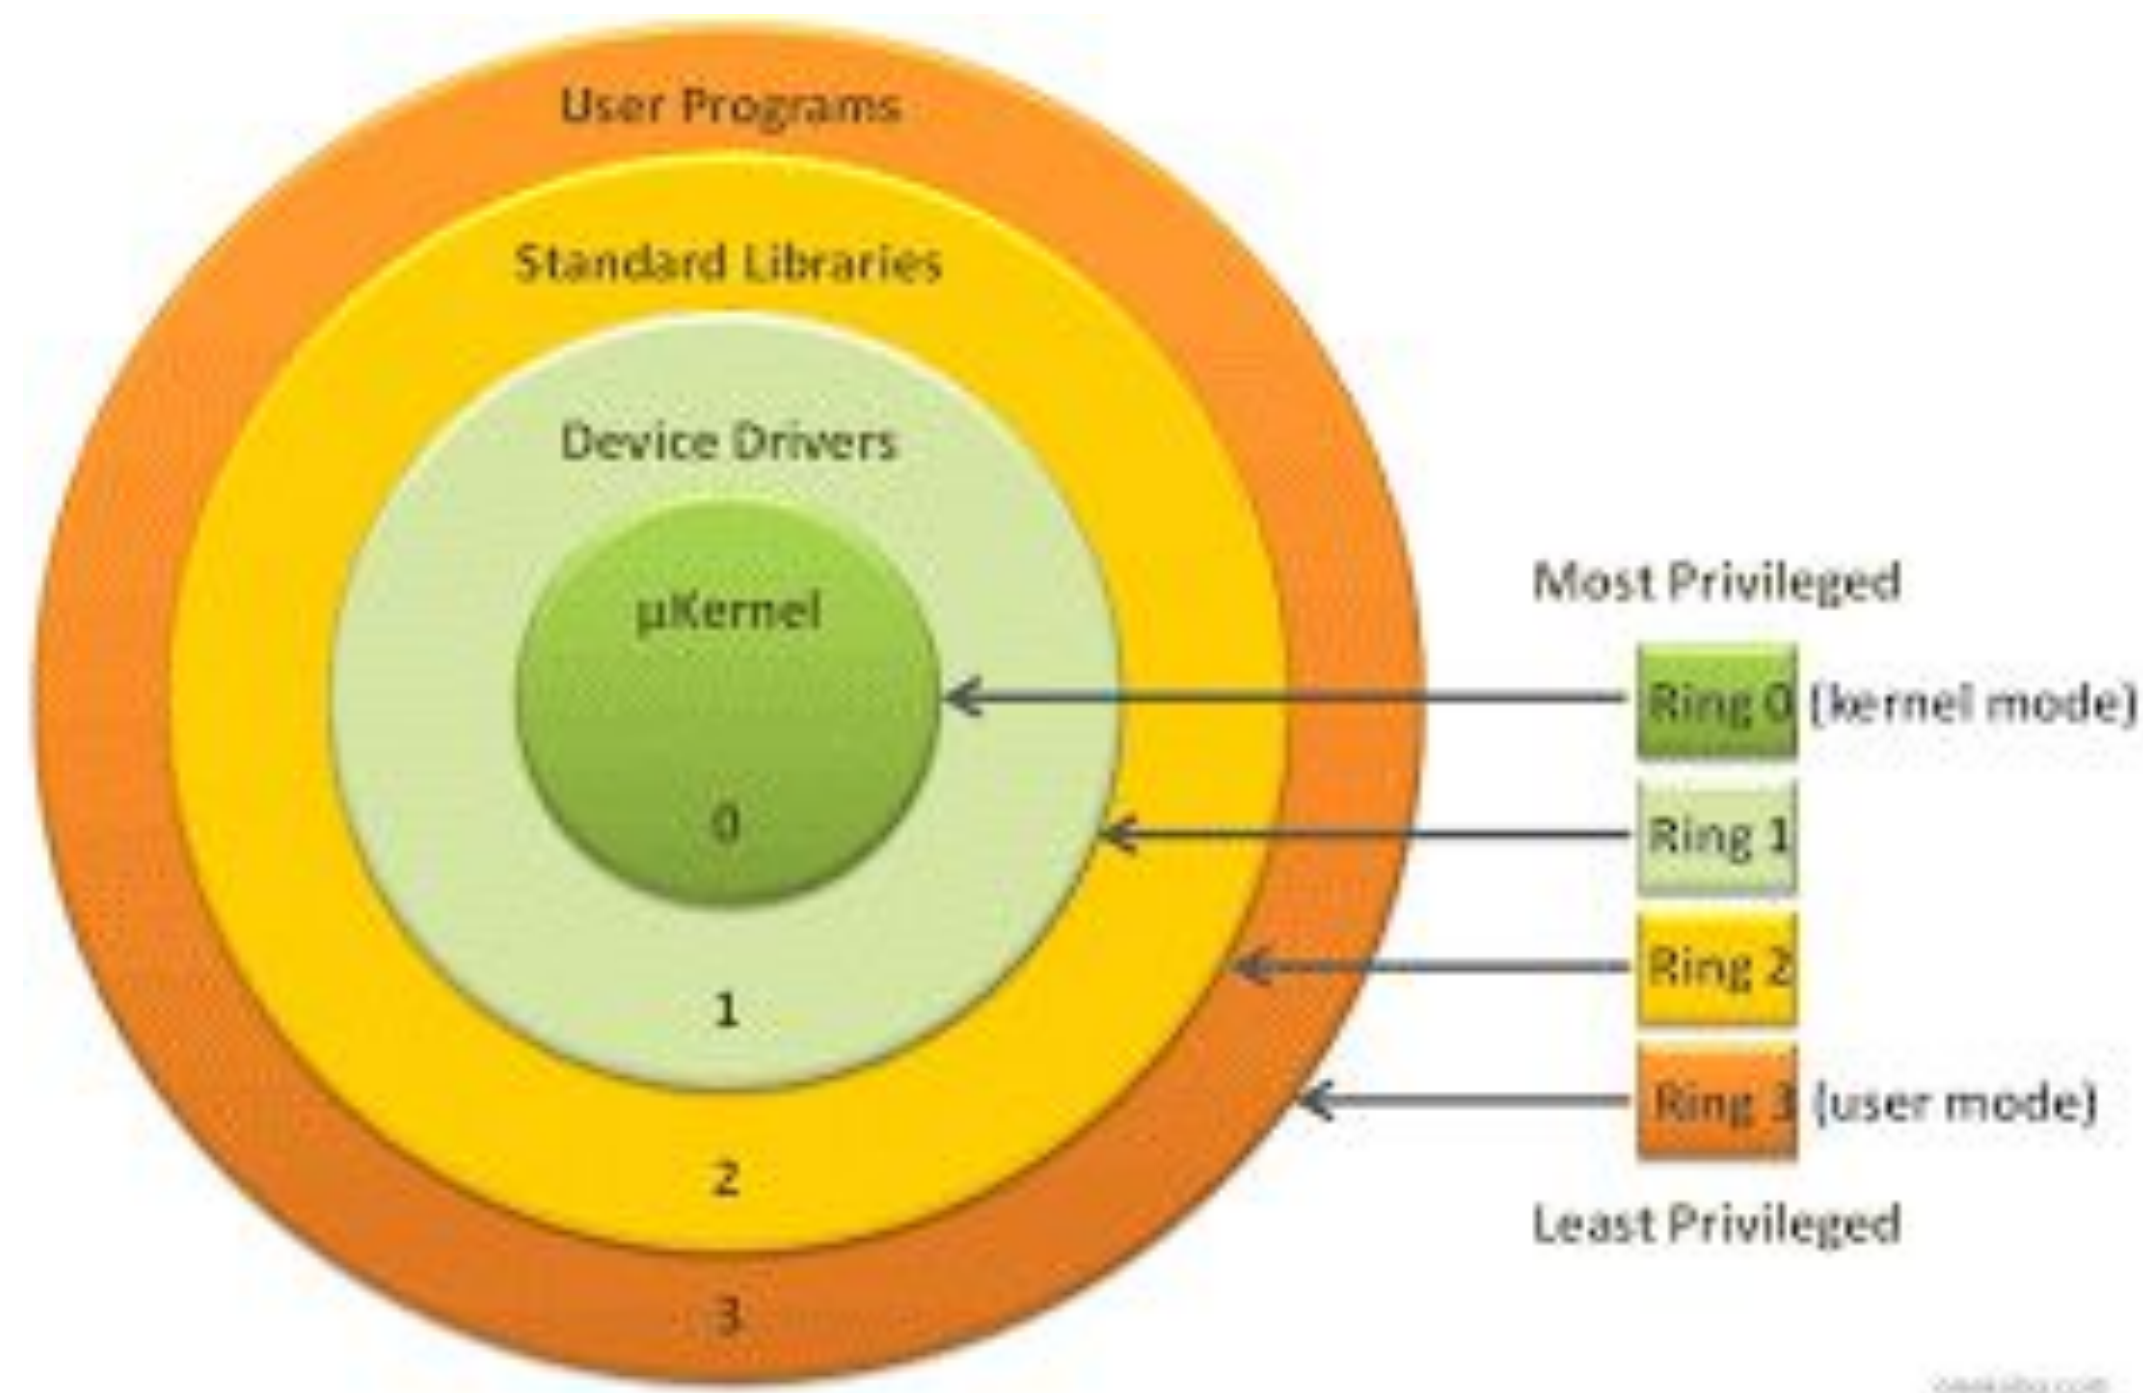 User Programs
Standard Libraries
Device Drivers
µKernel
0
1
2
3
Most Privileged
Ring 0 (kernel mode)
Ring 1
Ring 2
Ring 3 (user mode)
Least Privileged